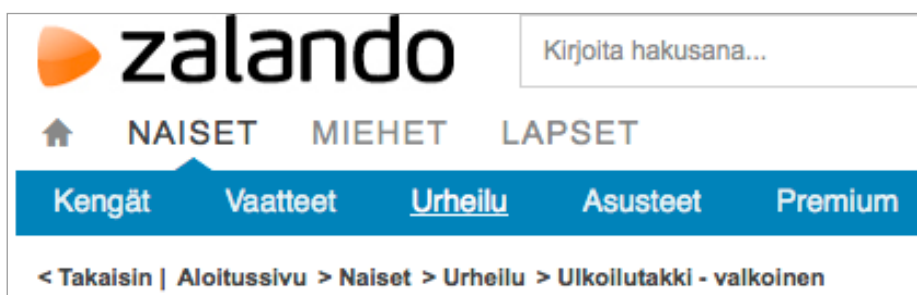 zalando Kirjoita hakusana...
NAISET MIEHET LAPSET
Kengät Vaatteet Urheilu Asusteet Premium
< Takaisin | Aloitussivu > Naiset > Urheilu > Ulkoilutakki - valkoinen